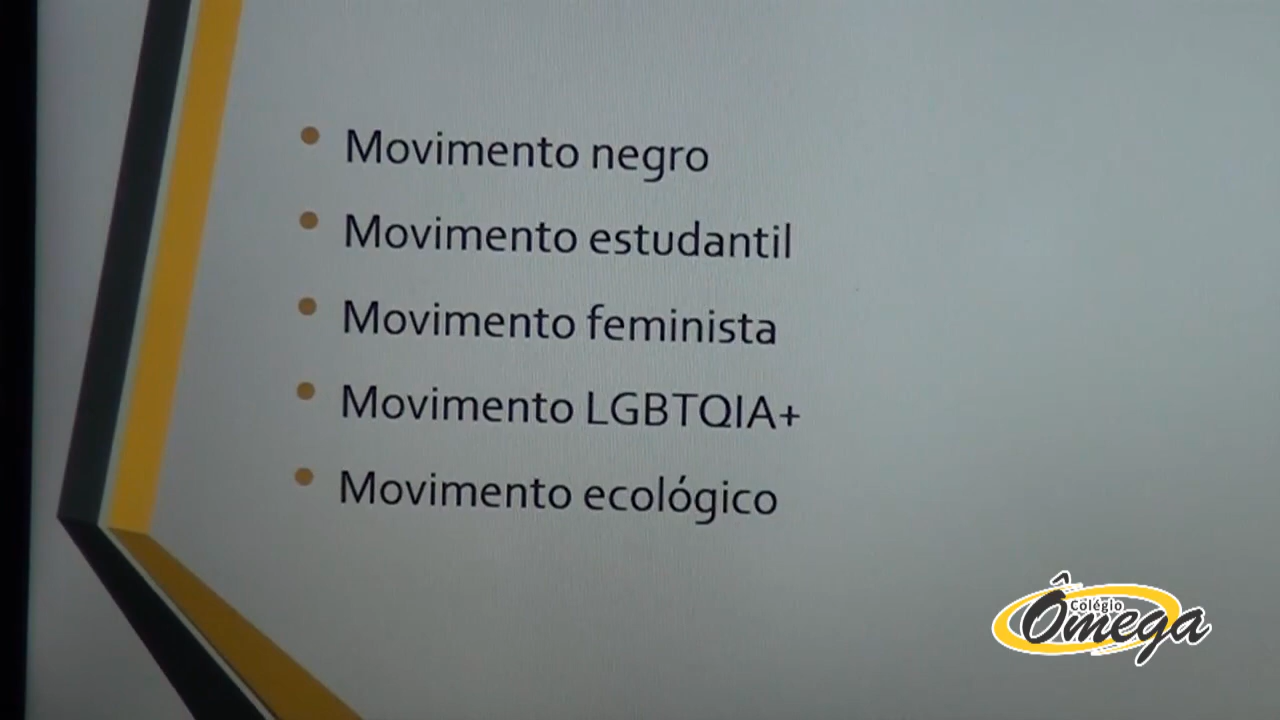 Movimento negro
Movimento estudantil
Movimento feminista
Movimento LGBTQIA+
Movimento ecológico
Colégio
Ômega